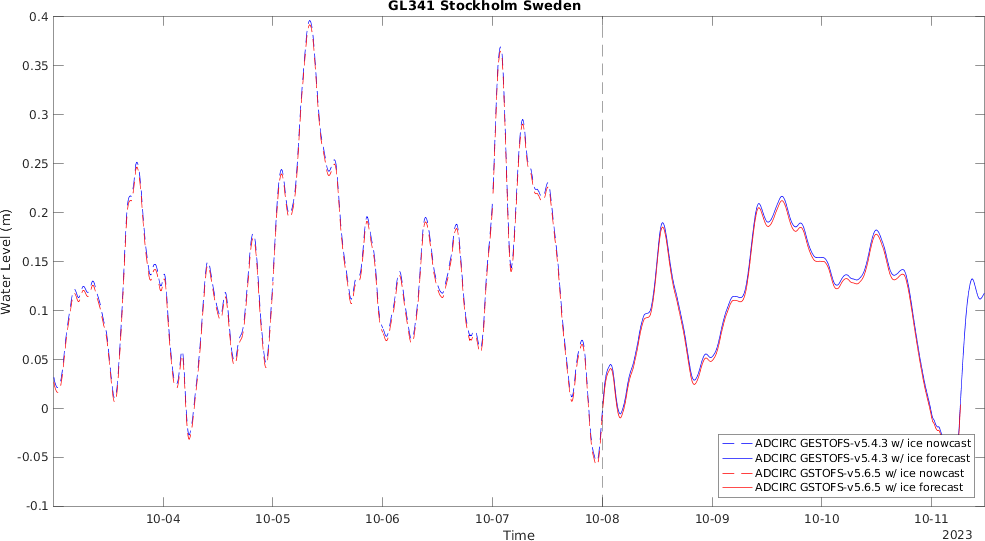 GL341 Stockholm Sweden
0.4
0.35
0.3
0.25
0.2
0.15
0.1
0.05
0
-0.05
-0.1
Water Level (m)
10-04
10-05
10-06
10-07
10-08
10-09
10-10
10-11
Time
2023
ADCIRC GESTOFS-v5.4.3 w/ ice nowcast
ADCIRC GESTOFS-v5.4.3 w/ ice forecast
ADCIRC GSTOFS-v5.6.5 w/ ice nowcast
ADCIRC GSTOFS-v5.6.5 w/ ice forecast